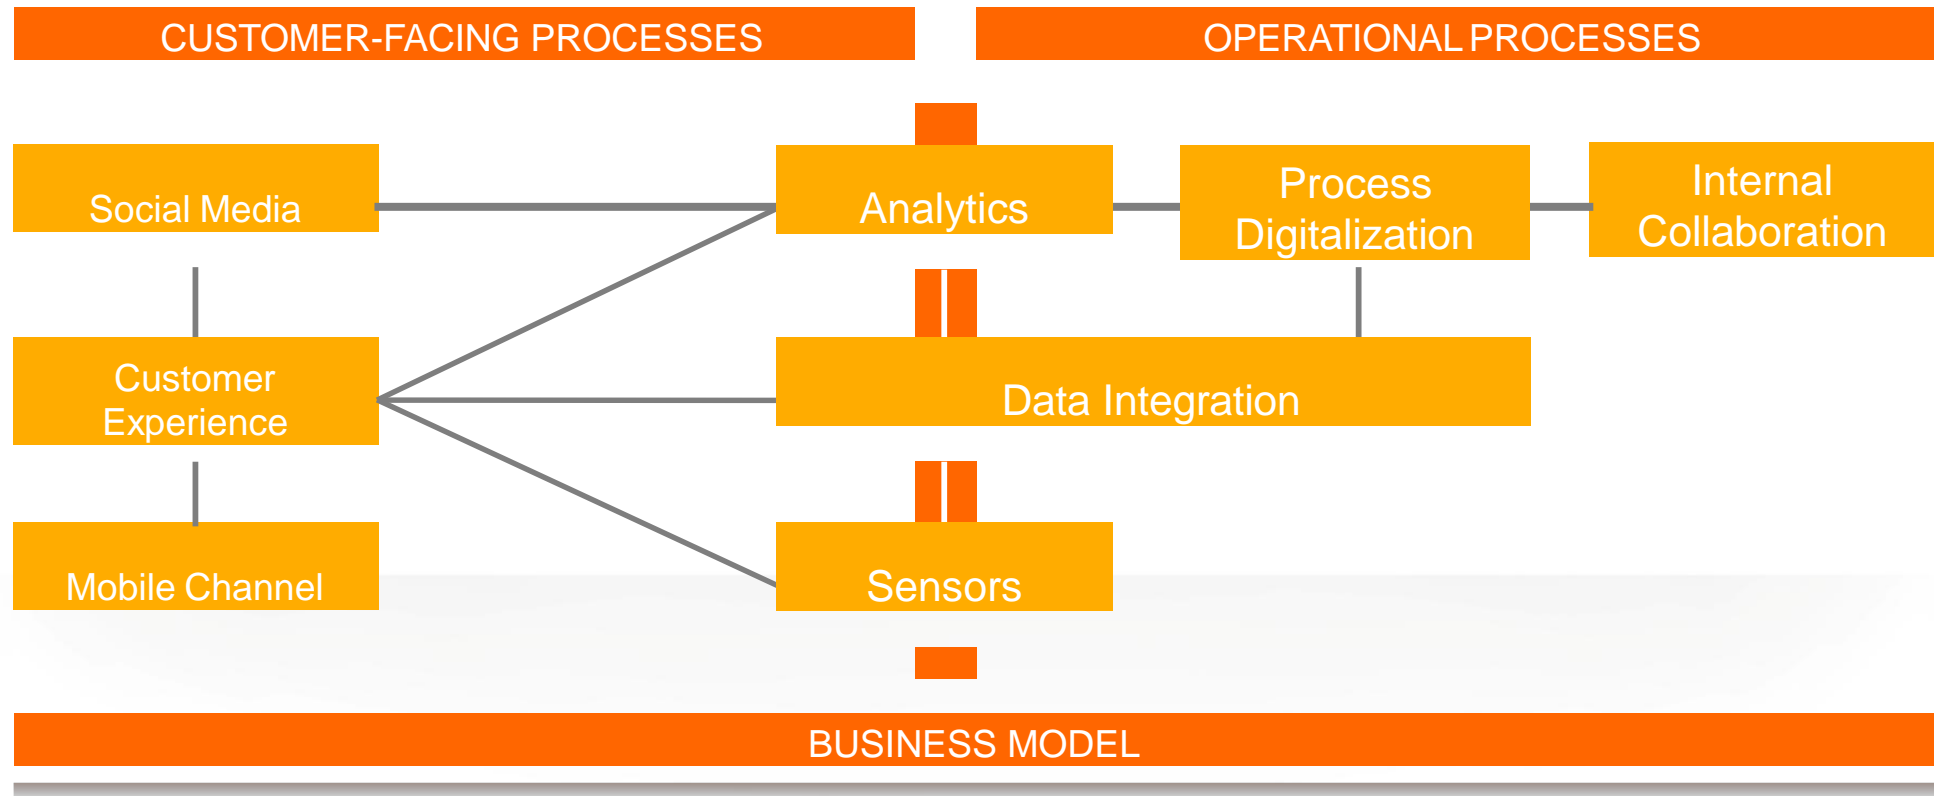 CUSTOMER-FACING PROCESSES
OPERATIONAL PROCESSES
Social Media
Analytics
Process
Digitalization
Internal
Collaboration
Customer
Experience
Data Integration
Mobile Channel
Sensors
BUSINESS MODEL